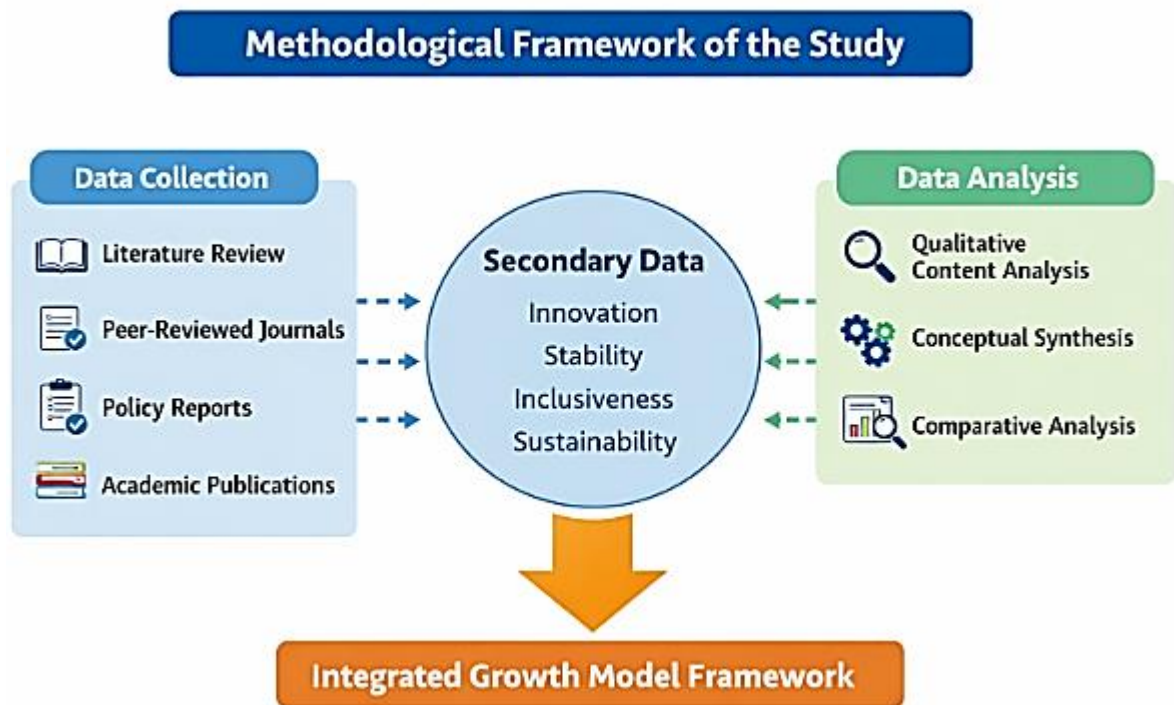 Methodological Framework of the Study
Data Collection
Literature Review
Peer-Reviewed Journals
Policy Reports
Academic Publications
Secondary Data
Innovation
Stability
Inclusiveness
Sustainability
Data Analysis
Qualitative
Content Analysis
Conceptual Synthesis
Comparative Analysis
Integrated Growth Model Framework